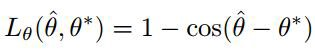 L_θ(θ̂, θ*) = 1 − cos(θ̂ − θ*)